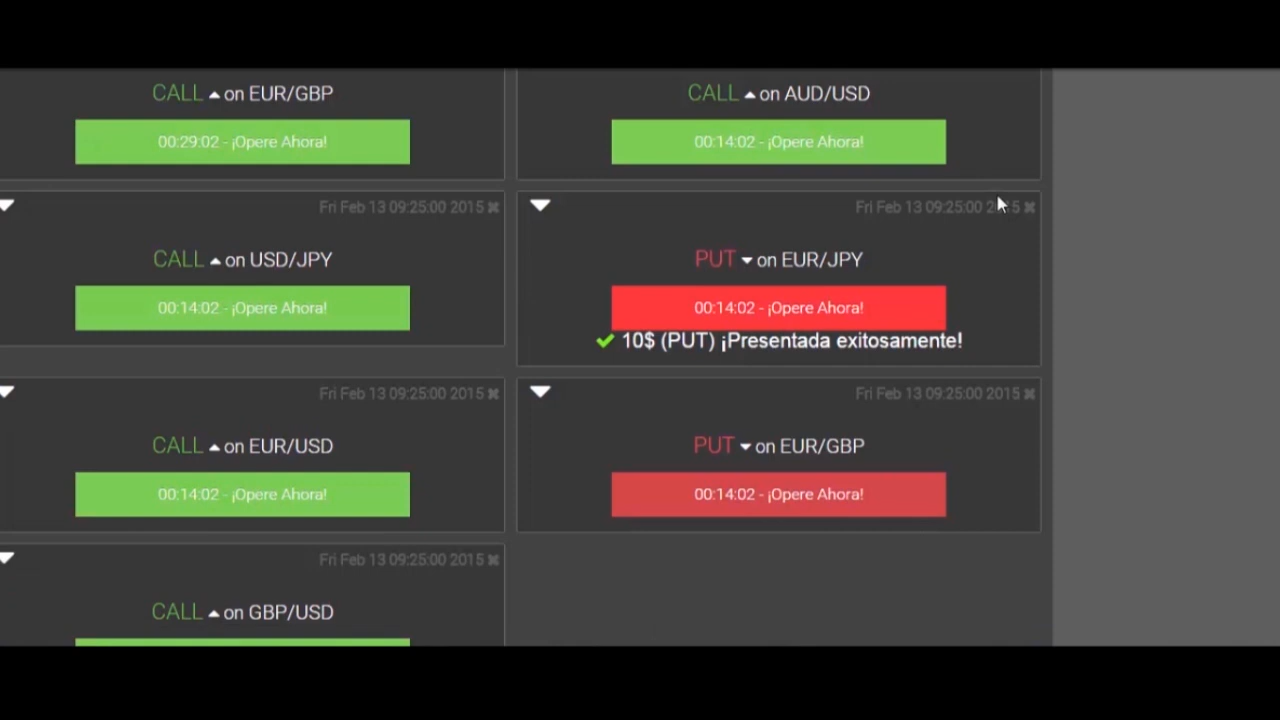 CALL on EUR/GBP
00:29:02 - ¡Opere Ahora!
CALL on AUD/USD
00:14:02 - ¡Opere Ahora!
Fri Feb 13 09:25:00 2015
CALL on USD/JPY
00:14:02 - ¡Opere Ahora!
Fri Feb 13 09:25:00 2015
PUT on EUR/JPY
00:14:02 - ¡Opere Ahora!
10$ (PUT) ¡Presentada exitosamente!
Fri Feb 13 09:25:00 2015
CALL on EUR/USD
00:14:02 - ¡Opere Ahora!
Fri Feb 13 09:25:00 2015
PUT on EUR/GBP
00:14:02 - ¡Opere Ahora!
Fri Feb 13 09:25:00 2015
CALL on GBP/USD